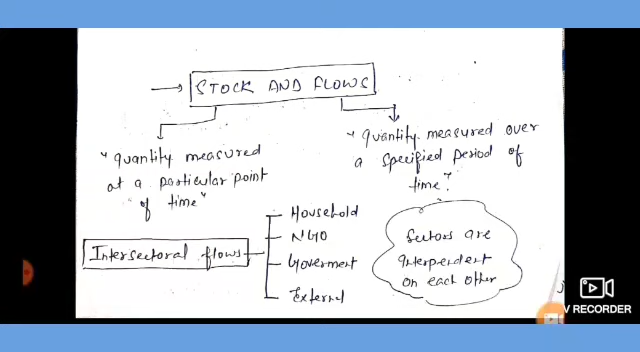 STOCK AND FLOWS
"quantity measured
at a particular point
of time"
"quantity measured over
a specified period of
time"
Intersectoral flows
Household
NGO
Goverment
External
Sectors are
interpendent
on each other
V RECORDER